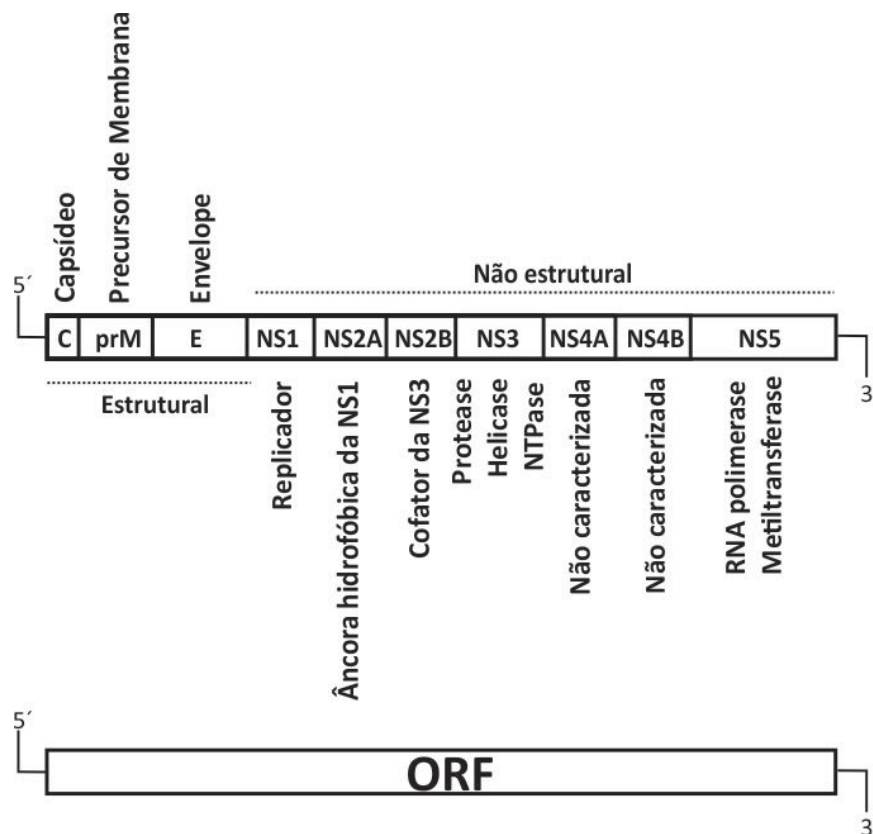 Capsídeo
Precursor de Membrana
Envelope
Não estrutural
5´
C
prM
E
NS1
NS2A
NS2B
NS3
NS4A
NS4B
NS5
3
Estrutural
Replicador
Âncora hidrofóbica da NS1
Cofator da NS3
Protease
Helicase
NTPase
Não caracterizada
Não caracterizada
RNA polimerase
Metiltransferase
5´
ORF
3